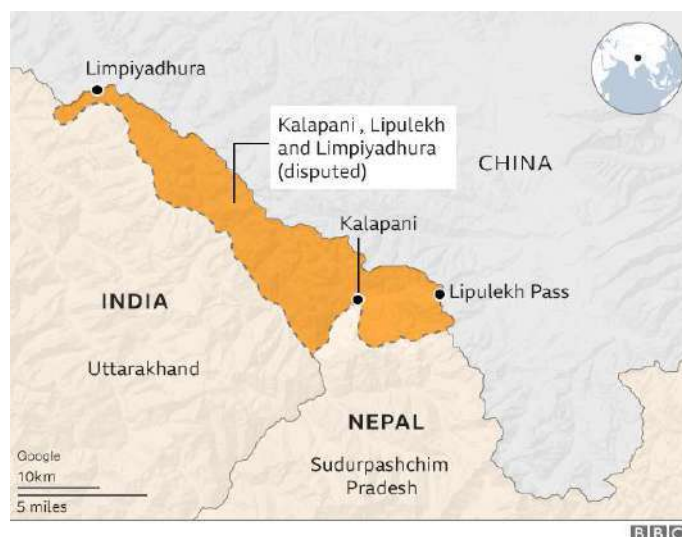 Limpiyadhura
Kalapani , Lipulekh
and Limpiyadhura
(disputed)
CHINA
Kalapani
Lipulekh Pass
INDIA
Uttarakhand
NEPAL
Sudurpashchim
Pradesh
Google
10km
5 miles
BBC